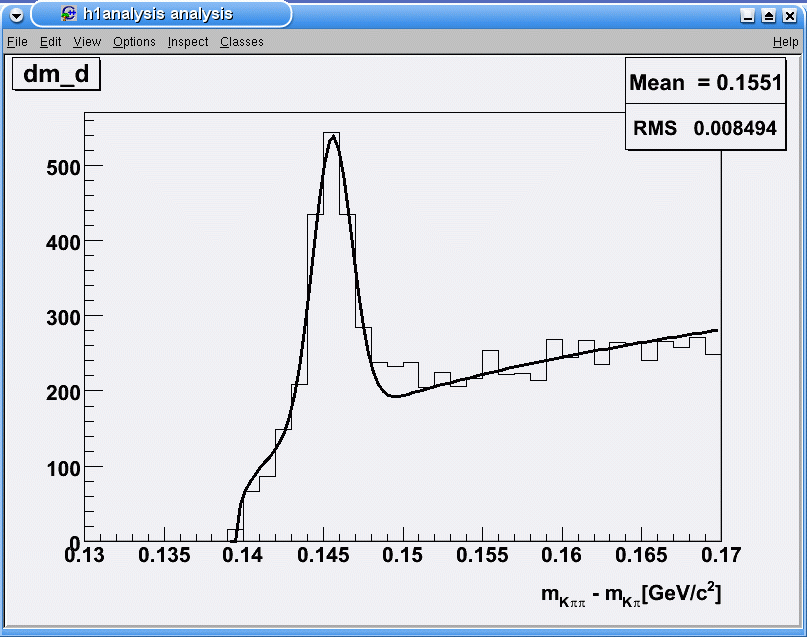 h1analysis analysis
File Edit View Options Inspect Classes Help
dm_d
Mean = 0.1551
RMS 0.008494
500
400
300
200
100
0
0.13 0.135 0.14 0.145 0.15 0.155 0.16 0.165 0.17
m_Kππ - m_Kπ[GeV/c²]